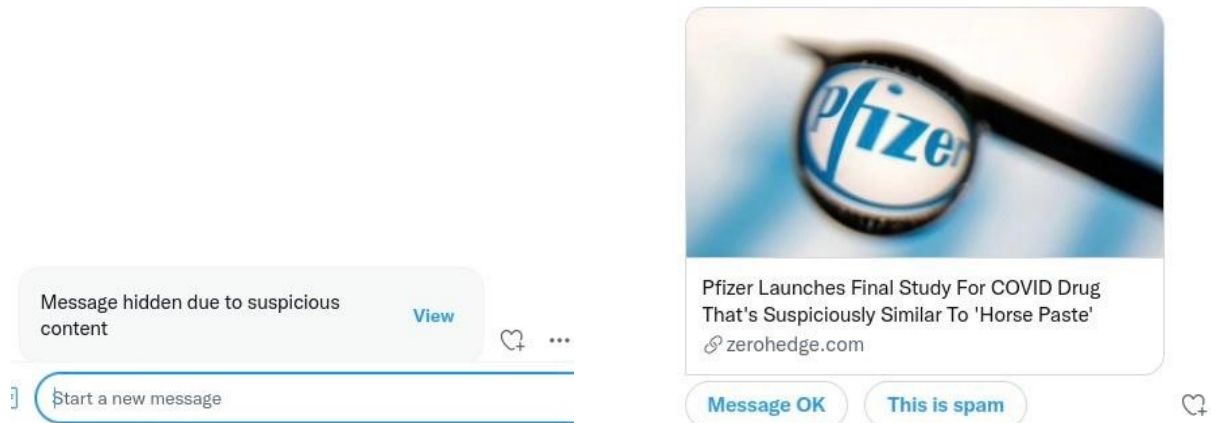 Message hidden due to suspicious
content
View
Start a new message
pfizer
Pfizer Launches Final Study For COVID Drug
That's Suspiciously Similar To 'Horse Paste'
zerohedge.com
Message OK
This is spam